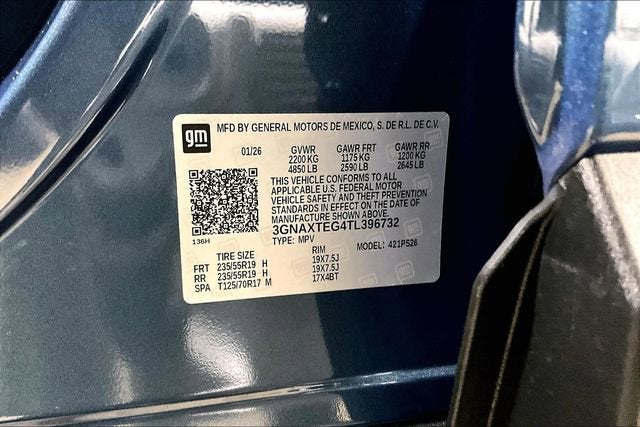 gm MFD BY GENERAL MOTORS DE MEXICO, S. DE R.L. DE C.V.
01/26 GVWR GAWR FRT GAWR RR
2200 KG 1175 KG 1200 KG
4850 LB 2590 LB 2645 LB
THIS VEHICLE CONFORMS TO ALL
APPLICABLE U.S. FEDERAL MOTOR
VEHICLE SAFETY AND THEFT PREVENTION
STANDARDS IN EFFECT ON THE DATE OF
MANUFACTURE SHOWN ABOVE.
3GNAXTEG4TL396732
136H TYPE: MPV MODEL: 421PS26
TIRE SIZE RIM
FRT 235/55R19 H 19X7.5J
RR 235/55R19 H 19X7.5J
SPA T125/70R17 M 17X4BT